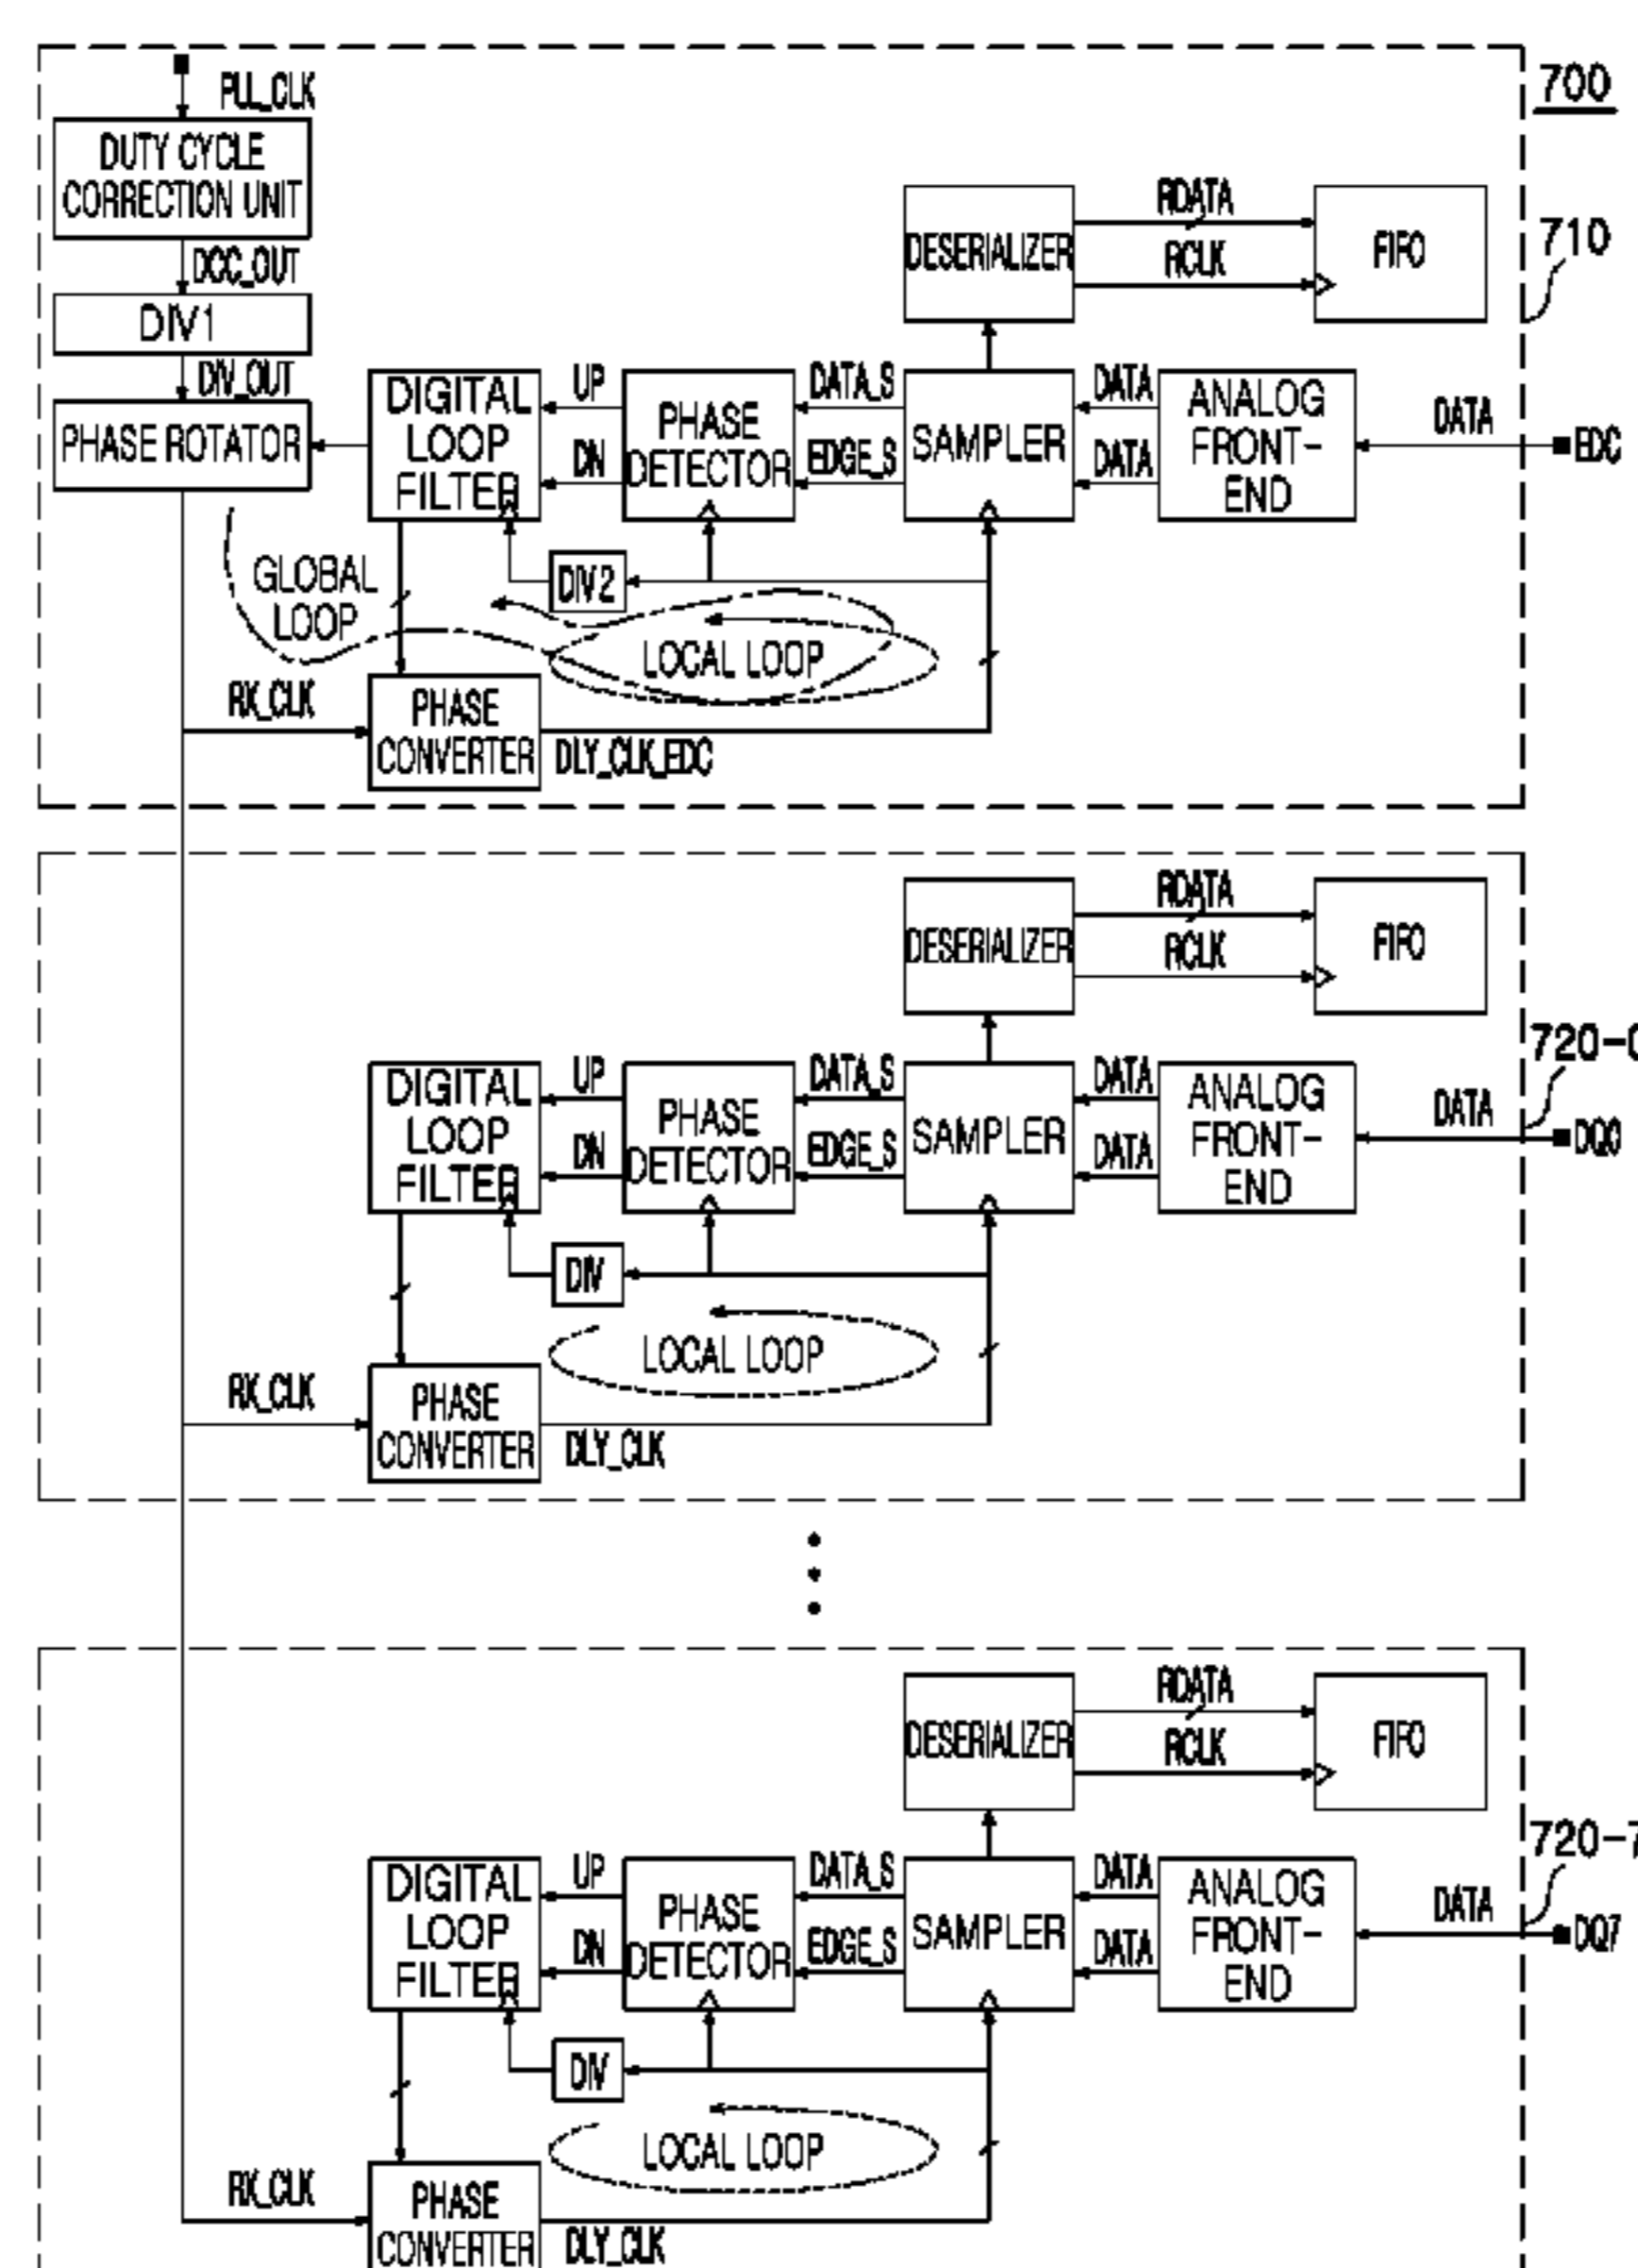 700
PLL_CLK
DUTY CYCLE
CORRECTION UNIT
DCC_OUT
DIV1
DIV_OUT
PHASE ROTATOR
DESERIALIZER
RDATA
RCLK
FIFO
710
DIGITAL
LOOP
FILTER
UP
DN
PHASE
DETECTOR
DATA_S
EDGE_S
SAMPLER
DATA
DATA
ANALOG
FRONT-
END
DATA
EDC
GLOBAL
LOOP
DIV2
LOCAL LOOP
RX_CLK
PHASE
CONVERTER
DLY_CLK_EDC
DESERIALIZER
RDATA
RCLK
FIFO
720-0
DIGITAL
LOOP
FILTER
UP
DN
PHASE
DETECTOR
DATA_S
EDGE_S
SAMPLER
DATA
DATA
ANALOG
FRONT-
END
DATA
DQ0
DIV
LOCAL LOOP
RX_CLK
PHASE
CONVERTER
DLY_CLK
DESERIALIZER
RDATA
RCLK
FIFO
720-7
DIGITAL
LOOP
FILTER
UP
DN
PHASE
DETECTOR
DATA_S
EDGE_S
SAMPLER
DATA
DATA
ANALOG
FRONT-
END
DATA
DQ7
DIV
LOCAL LOOP
RX_CLK
PHASE
CONVERTER
DLY_CLK